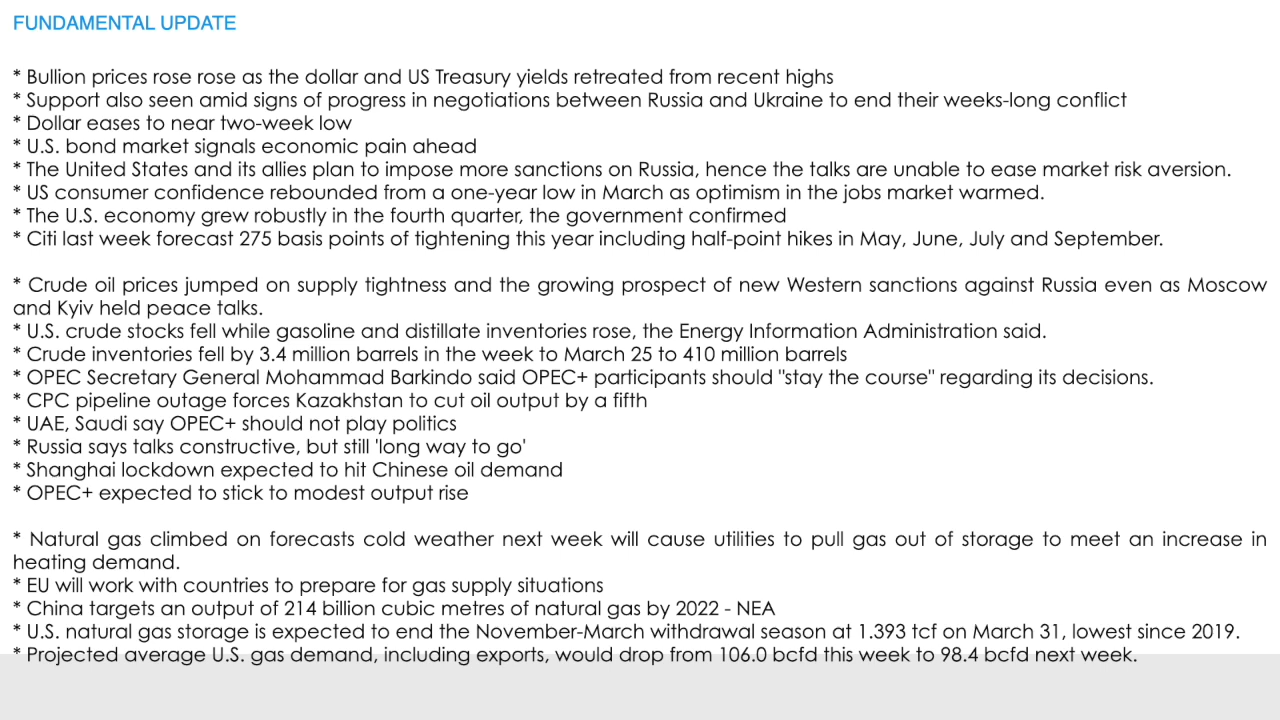 FUNDAMENTAL UPDATE
* Bullion prices rose rose as the dollar and US Treasury yields retreated from recent highs
* Support also seen amid signs of progress in negotiations between Russia and Ukraine to end their weeks-long conflict
* Dollar eases to near two-week low
* U.S. bond market signals economic pain ahead
* The United States and its allies plan to impose more sanctions on Russia, hence the talks are unable to ease market risk aversion.
* US consumer confidence rebounded from a one-year low in March as optimism in the jobs market warmed.
* The U.S. economy grew robustly in the fourth quarter, the government confirmed
* Citi last week forecast 275 basis points of tightening this year including half-point hikes in May, June, July and September.
* Crude oil prices jumped on supply tightness and the growing prospect of new Western sanctions against Russia even as Moscow
and Kyiv held peace talks.
* U.S. crude stocks fell while gasoline and distillate inventories rose, the Energy Information Administration said.
* Crude inventories fell by 3.4 million barrels in the week to March 25 to 410 million barrels
* OPEC Secretary General Mohammad Barkindo said OPEC+ participants should "stay the course" regarding its decisions.
* CPC pipeline outage forces Kazakhstan to cut oil output by a fifth
* UAE, Saudi say OPEC+ should not play politics
* Russia says talks constructive, but still 'long way to go'
* Shanghai lockdown expected to hit Chinese oil demand
* OPEC+ expected to stick to modest output rise
* Natural gas climbed on forecasts cold weather next week will cause utilities to pull gas out of storage to meet an increase in
heating demand.
* EU will work with countries to prepare for gas supply situations
* China targets an output of 214 billion cubic metres of natural gas by 2022 - NEA
* U.S. natural gas storage is expected to end the November-March withdrawal season at 1.393 tcf on March 31, lowest since 2019.
* Projected average U.S. gas demand, including exports, would drop from 106.0 bcfd this week to 98.4 bcfd next week.